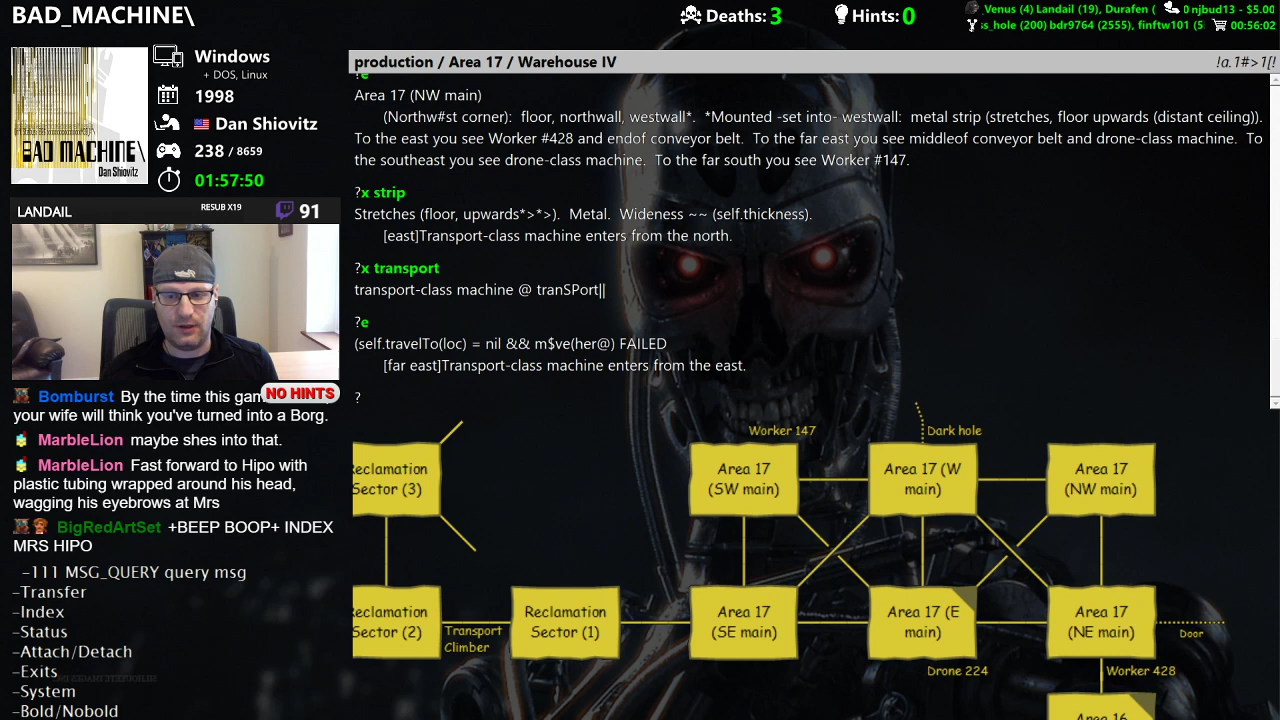 BAD_MACHINE\
Deaths: 3
Hints: 0
Venus (4) Landail (19), Durafen (
0 njbud13 - $5.00
ss_hole (200) bdr9764 (2555), finftw101 (5
00:56:02
BAD MACHINE\
Dan Shiovitz
Windows
+ DOS, Linux
1998
Dan Shiovitz
238 / 8659
01:57:50
LANDAIL
RESUB X19
91
NO HINTS
Bomburst By the time this gam
your wife will think you've turned into a Borg.
MarbleLion maybe shes into that.
MarbleLion Fast forward to Hipo with
plastic tubing wrapped around his head,
wagging his eyebrows at Mrs
BigRedArtSet +BEEP BOOP+ INDEX
MRS HIPO
-111 MSG_QUERY query msg
-Transfer
-Index
-Status
-Attach/Detach
-Exits
-System
-Bold/Nobold
production / Area 17 / Warehouse IV
!a.1#>1[!
?e
Area 17 (NW main)
(Northw#st corner): floor, northwall, westwall*. *Mounted -set into- westwall: metal strip (stretches, floor upwards (distant ceiling)).
To the east you see Worker #428 and endof conveyor belt. To the far east you see middleof conveyor belt and drone-class machine. To
the southeast you see drone-class machine. To the far south you see Worker #147.
?x strip
Stretches (floor, upwards*>*>). Metal. Wideness ~~ (self.thickness).
[east]Transport-class machine enters from the north.
?x transport
transport-class machine @ tranSPort||
?e
(self.travelTo(loc) = nil && m$ve(her@) FAILED
[far east]Transport-class machine enters from the east.
?
Worker 147
Dark hole
Reclamation
Sector (3)
Area 17
(SW main)
Area 17 (W
main)
Area 17
(NW main)
eclamation
Sector (2)
Transport
Climber
Reclamation
Sector (1)
Area 17
(SE main)
Area 17 (E
main)
Area 17
(NE main)
Door
Drone 224
Worker 428
Area 16